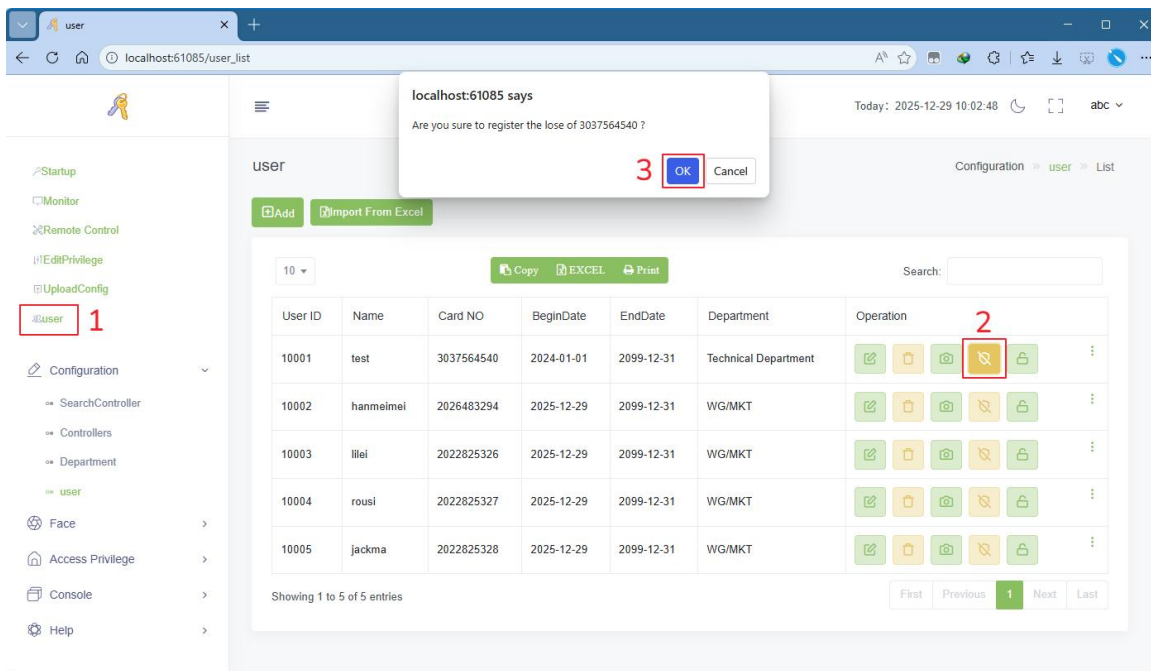 user
localhost:61085/user_list
localhost:61085 says
Are you sure to register the lose of 3037564540 ?
3 OK Cancel
Today: 2025-12-29 10:02:48 abc
Startup
Monitor
Remote Control
EditPrivilege
UploadConfig
user 1
Configuration
SearchController
Controllers
Department
user
Face
Access Privilege
Console
Help
user
Configuration » user » List
Add Import From Excel
10 Copy EXCEL Print Search:
User ID Name Card NO BeginDate EndDate Department Operation 2
10001 test 3037564540 2024-01-01 2099-12-31 Technical Department
10002 hanmeimei 2026483294 2025-12-29 2099-12-31 WG/MKT
10003 lilei 2022825326 2025-12-29 2099-12-31 WG/MKT
10004 rousi 2022825327 2025-12-29 2099-12-31 WG/MKT
10005 jackma 2022825328 2025-12-29 2099-12-31 WG/MKT
Showing 1 to 5 of 5 entries First Previous 1 Next Last